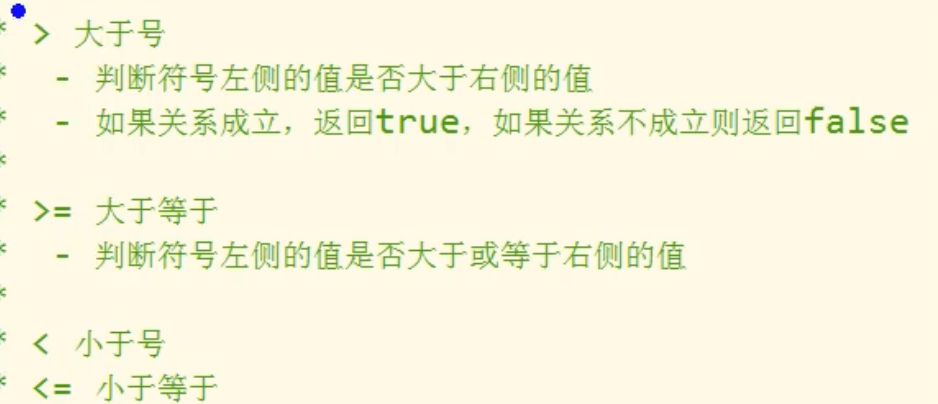 * > 大于号
*   - 判断符号左侧的值是否大于右侧的值
*   - 如果关系成立，返回true，如果关系不成立则返回false
*
* >= 大于等于
*   - 判断符号左侧的值是否大于或等于右侧的值
*
* < 小于号
* <= 小于等于